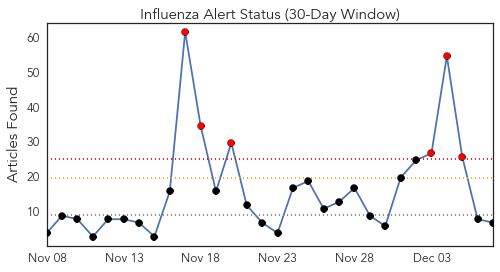 Influenza Alert Status (30-Day Window)
Articles Found
60
50
40
30
20
10
Nov 08 Nov 13 Nov 18 Nov 23 Nov 28 Dec 03